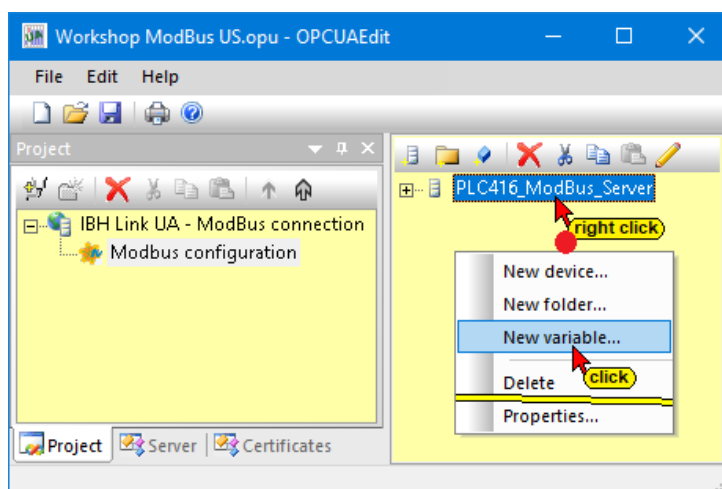 Workshop ModBus US.opu - OPCUAEdit
File Edit Help
Project
IBH Link UA - ModBus connection
Modbus configuration
Project Server Certificates
PLC416_ModBus_Server
right click
New device...
New folder...
New variable...
click
Delete
Properties...